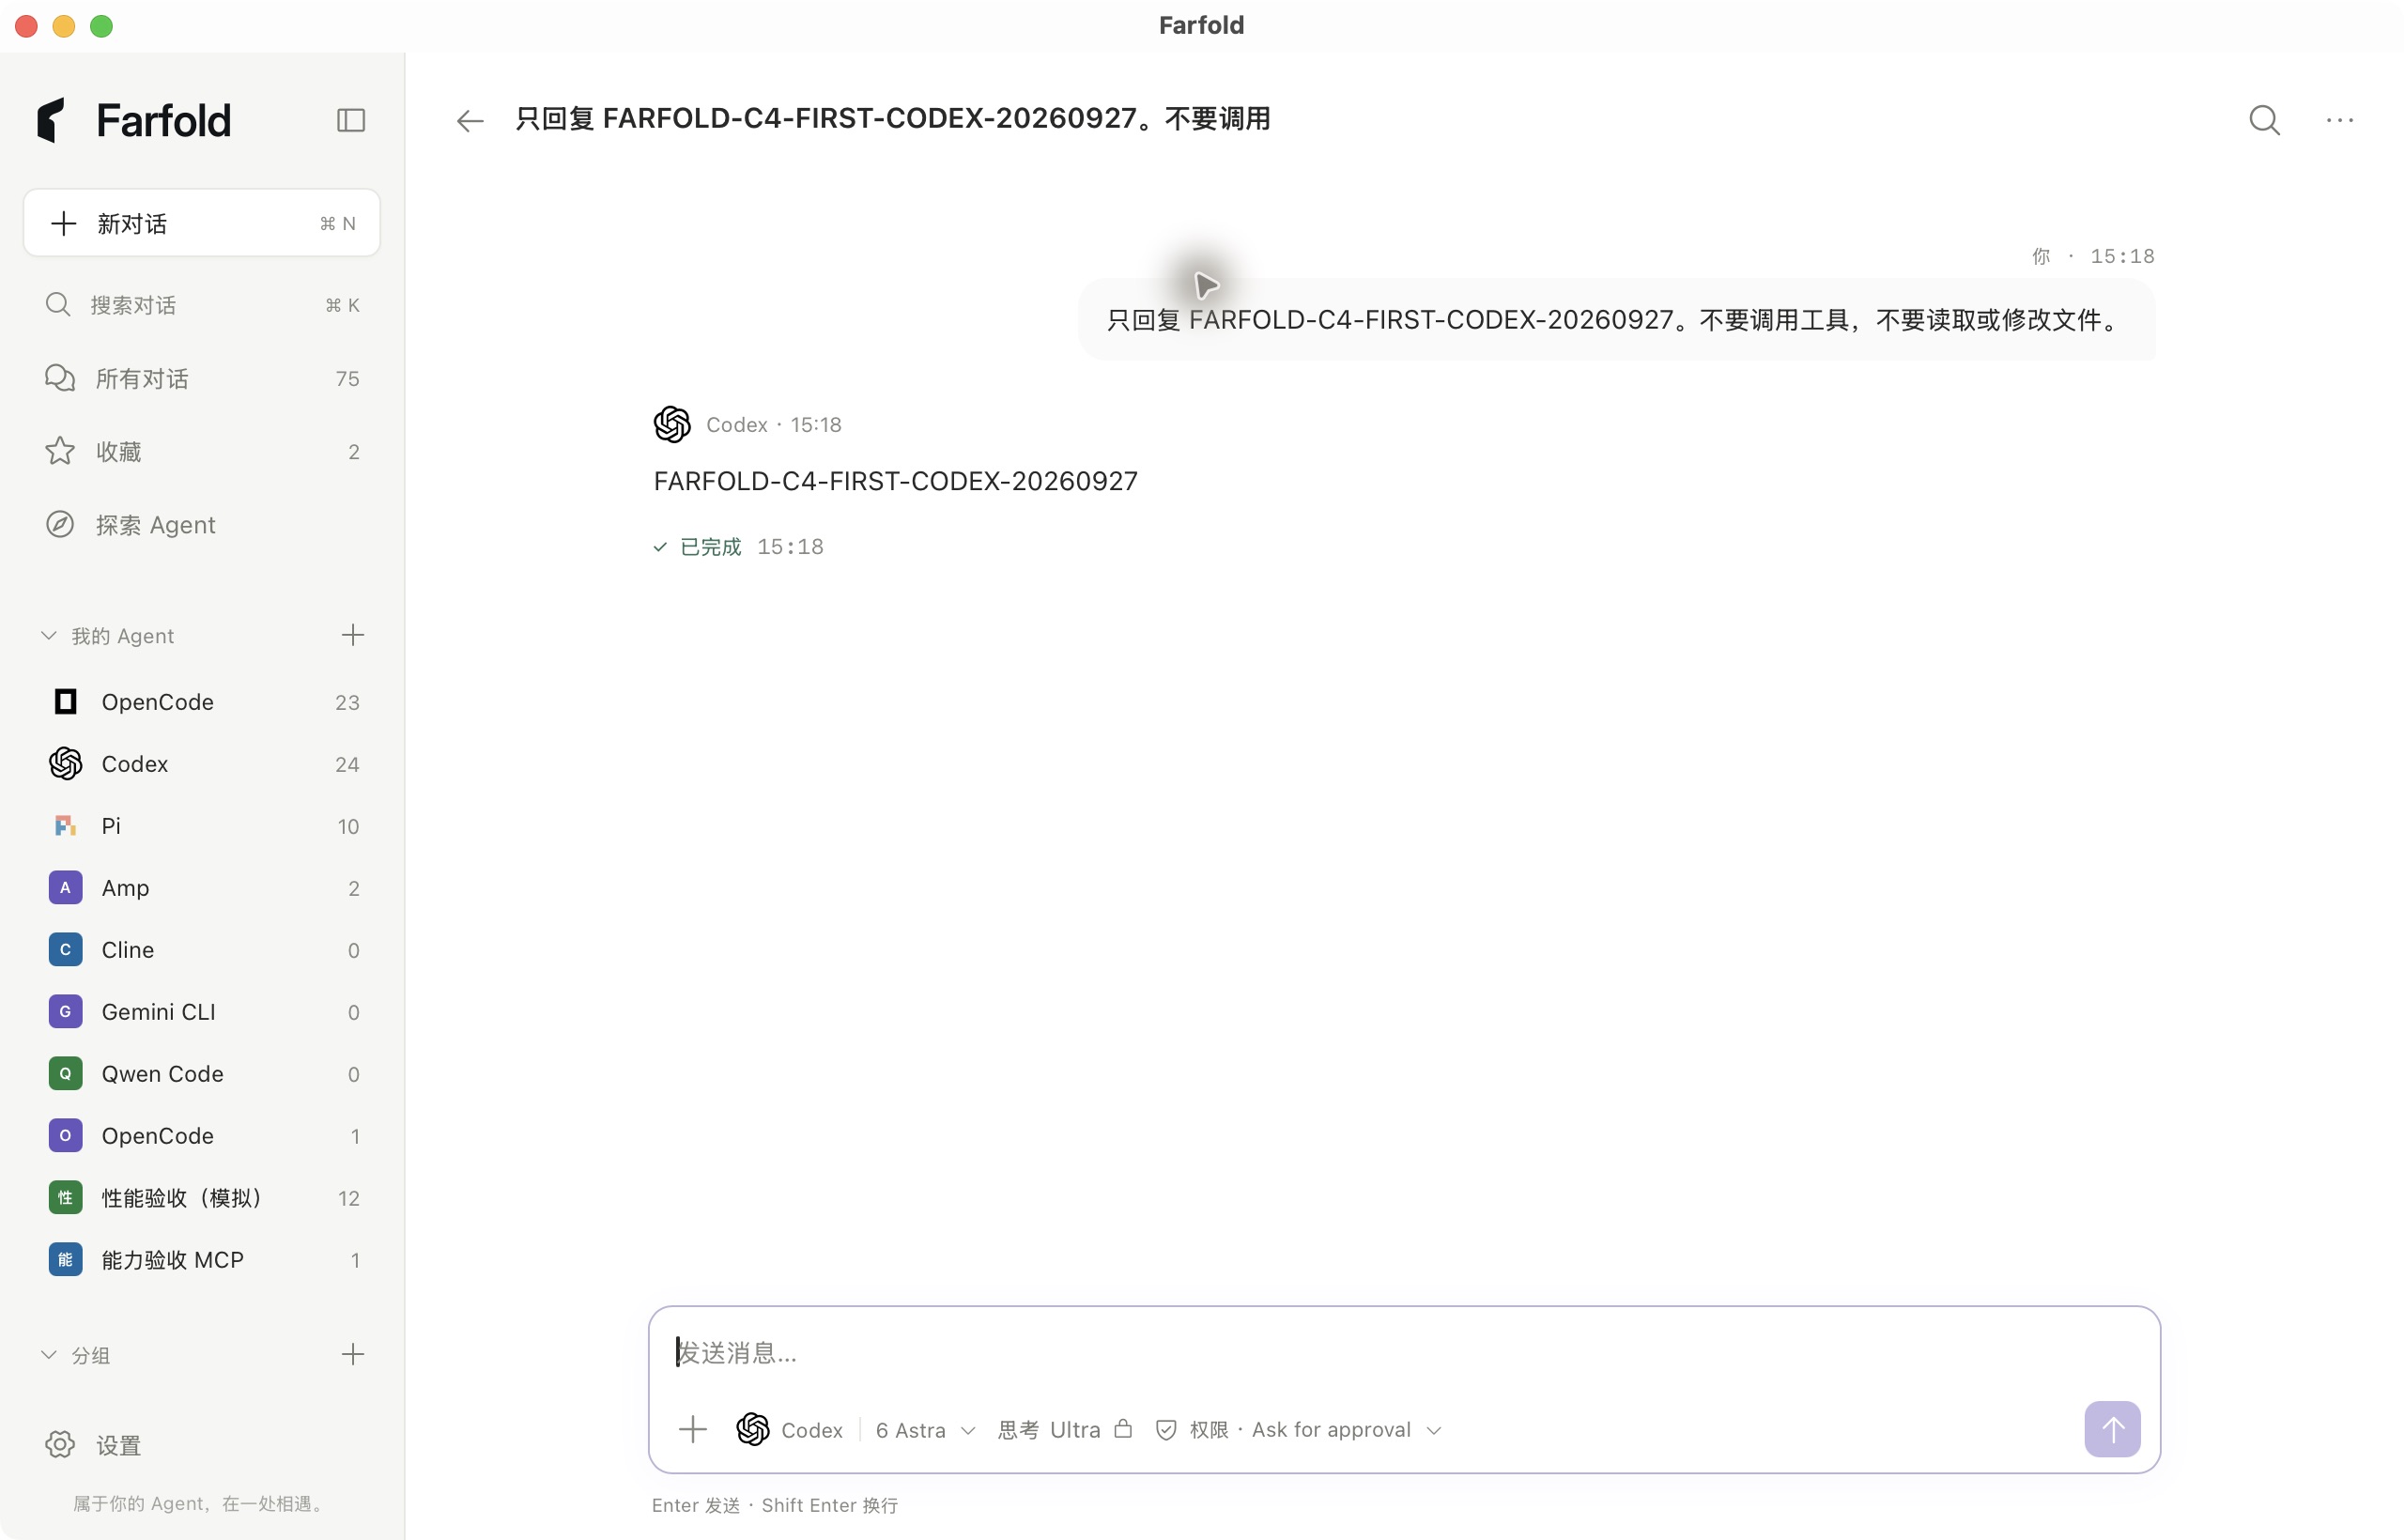 Farfold
Farfold
新对话 ⌘ N
搜索对话 ⌘ K
所有对话 75
收藏 2
探索 Agent
我的 Agent
OpenCode 23
Codex 24
Pi 10
A Amp 2
C Cline 0
G Gemini CLI 0
Q Qwen Code 0
O OpenCode 1
性 性能验收（模拟） 12
能 能力验收 MCP 1
分组
设置
属于你的 Agent，在一处相遇。
只回复 FARFOLD-C4-FIRST-CODEX-20260927。不要调用
你 · 15:18
只回复 FARFOLD-C4-FIRST-CODEX-20260927。不要调用工具，不要读取或修改文件。
Codex · 15:18
FARFOLD-C4-FIRST-CODEX-20260927
已完成 15:18
发送消息...
Codex 6 Astra 思考 Ultra 权限 · Ask for approval
Enter 发送 · Shift Enter 换行